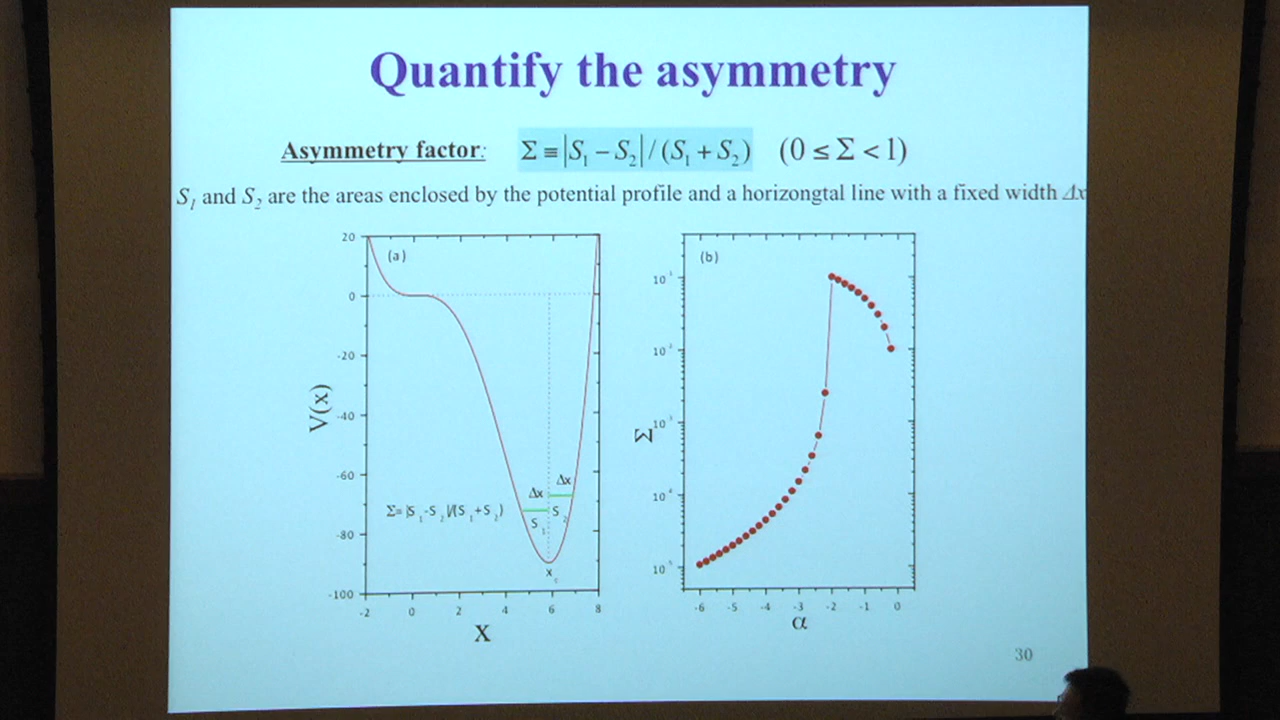 Quantify the asymmetry
Asymmetry factor: Σ ≡ |S₁ − S₂| / (S₁ + S₂) (0 ≤ Σ < 1)
S₁ and S₂ are the areas enclosed by the potential profile and a horizongtal line with a fixed width Δx
(a)
20
0
-20
-40
-60
-80
-100
V(x)
Δx
Δx
Σ=|S₁-S₂|/(S₁+S₂)
S₁
S₂
-2 0 2 4 6 8
X
(b)
Σ
-6 -5 -4 -3 -2 -1 0
α
30